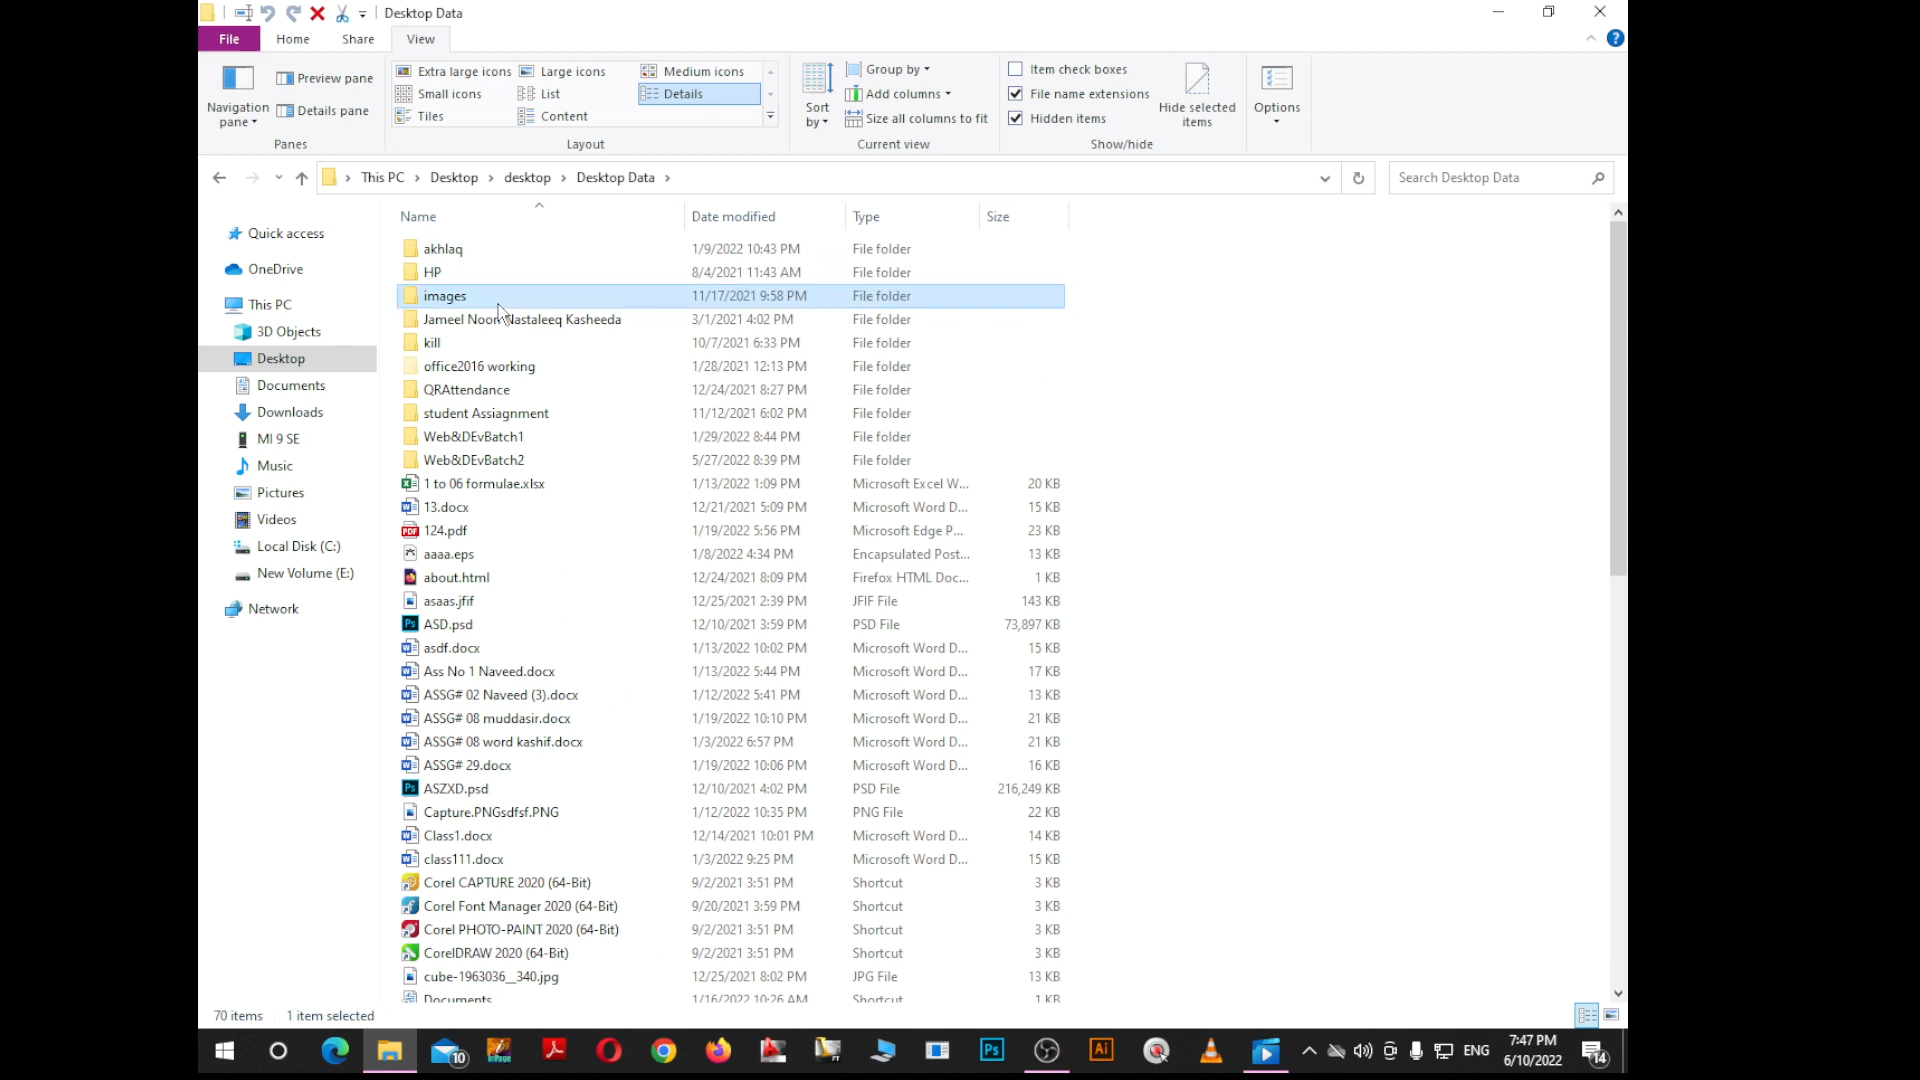 Desktop Data
File Home Share View
Navigation pane
Preview pane
Details pane
Panes
Extra large icons Large icons Medium icons
Small icons List Details
Tiles Content
Layout
Sort by
Group by
Add columns
Size all columns to fit
Current view
Item check boxes
File name extensions
Hidden items
Hide selected items
Show/hide
Options
This PC Desktop desktop Desktop Data
Search Desktop Data
Quick access
OneDrive
This PC
3D Objects
Desktop
Documents
Downloads
MI 9 SE
Music
Pictures
Videos
Local Disk (C:)
New Volume (E:)
Network
Name Date modified Type Size
akhlaq 1/9/2022 10:43 PM File folder
HP 8/4/2021 11:43 AM File folder
images 11/17/2021 9:58 PM File folder
Jameel Noori Nastaleeq Kasheeda 3/1/2021 4:02 PM File folder
kill 10/7/2021 6:33 PM File folder
office2016 working 1/28/2021 12:13 PM File folder
QRAttendance 12/24/2021 8:27 PM File folder
student Assiagnment 11/12/2021 6:02 PM File folder
Web&DEvBatch1 1/29/2022 8:44 PM File folder
Web&DEvBatch2 5/27/2022 8:39 PM File folder
1 to 06 formulae.xlsx 1/13/2022 1:09 PM Microsoft Excel W... 20 KB
13.docx 12/21/2021 5:09 PM Microsoft Word D... 15 KB
124.pdf 1/19/2022 5:56 PM Microsoft Edge P... 23 KB
aaaa.eps 1/8/2022 4:34 PM Encapsulated Post... 13 KB
about.html 12/24/2021 8:09 PM Firefox HTML Doc... 1 KB
asaas.jfif 12/25/2021 2:39 PM JFIF File 143 KB
ASD.psd 12/10/2021 3:59 PM PSD File 73,897 KB
asdf.docx 1/13/2022 10:02 PM Microsoft Word D... 15 KB
Ass No 1 Naveed.docx 1/13/2022 5:44 PM Microsoft Word D... 17 KB
ASSG# 02 Naveed (3).docx 1/12/2022 5:41 PM Microsoft Word D... 13 KB
ASSG# 08 muddasir.docx 1/19/2022 10:10 PM Microsoft Word D... 21 KB
ASSG# 08 word kashif.docx 1/3/2022 6:57 PM Microsoft Word D... 21 KB
ASSG# 29.docx 1/19/2022 10:06 PM Microsoft Word D... 16 KB
ASZXD.psd 12/10/2021 4:02 PM PSD File 216,249 KB
Capture.PNGsdfsf.PNG 1/12/2022 10:35 PM PNG File 22 KB
Class1.docx 12/14/2021 10:01 PM Microsoft Word D... 14 KB
class111.docx 1/3/2022 9:25 PM Microsoft Word D... 15 KB
Corel CAPTURE 2020 (64-Bit) 9/2/2021 3:51 PM Shortcut 3 KB
Corel Font Manager 2020 (64-Bit) 9/20/2021 3:59 PM Shortcut 3 KB
Corel PHOTO-PAINT 2020 (64-Bit) 9/2/2021 3:51 PM Shortcut 3 KB
CorelDRAW 2020 (64-Bit) 9/2/2021 3:51 PM Shortcut 3 KB
cube-1963036__340.jpg 12/25/2021 8:02 PM JPG File 13 KB
Documents 1/16/2022 10:26 AM Shortcut 1 KB
70 items 1 item selected
10 Ps Ai ENG 7:47 PM 14
6/10/2022